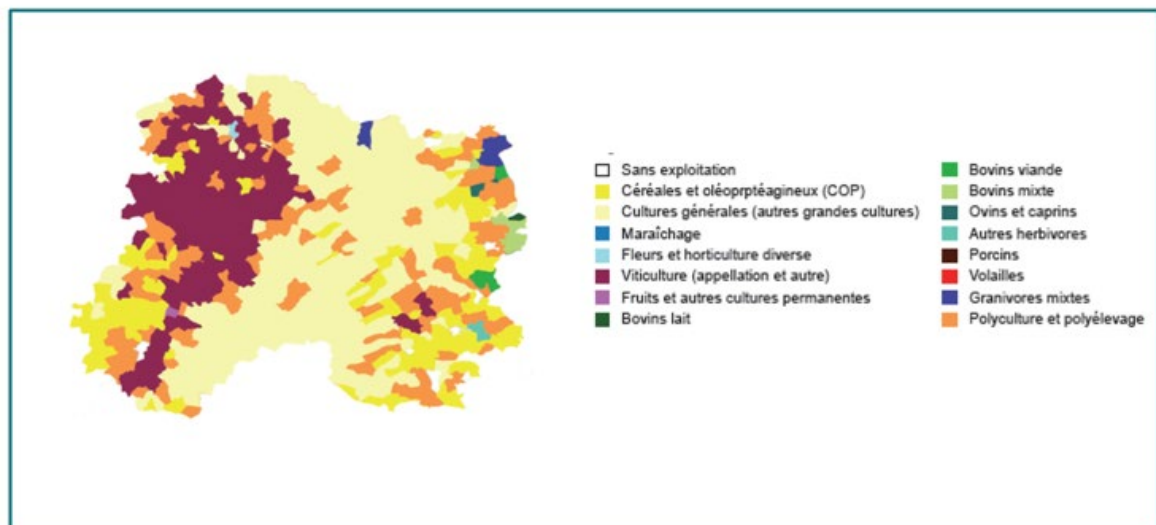 Sans exploitation
Céréales et oléoprptéagineux (COP)
Cultures générales (autres grandes cultures)
Maraîchage
Fleurs et horticulture diverse
Viticulture (appellation et autre)
Fruits et autres cultures permanentes
Bovins lait
Bovins viande
Bovins mixte
Ovins et caprins
Autres herbivores
Porcins
Volailles
Granivores mixtes
Polyculture et polyélevage